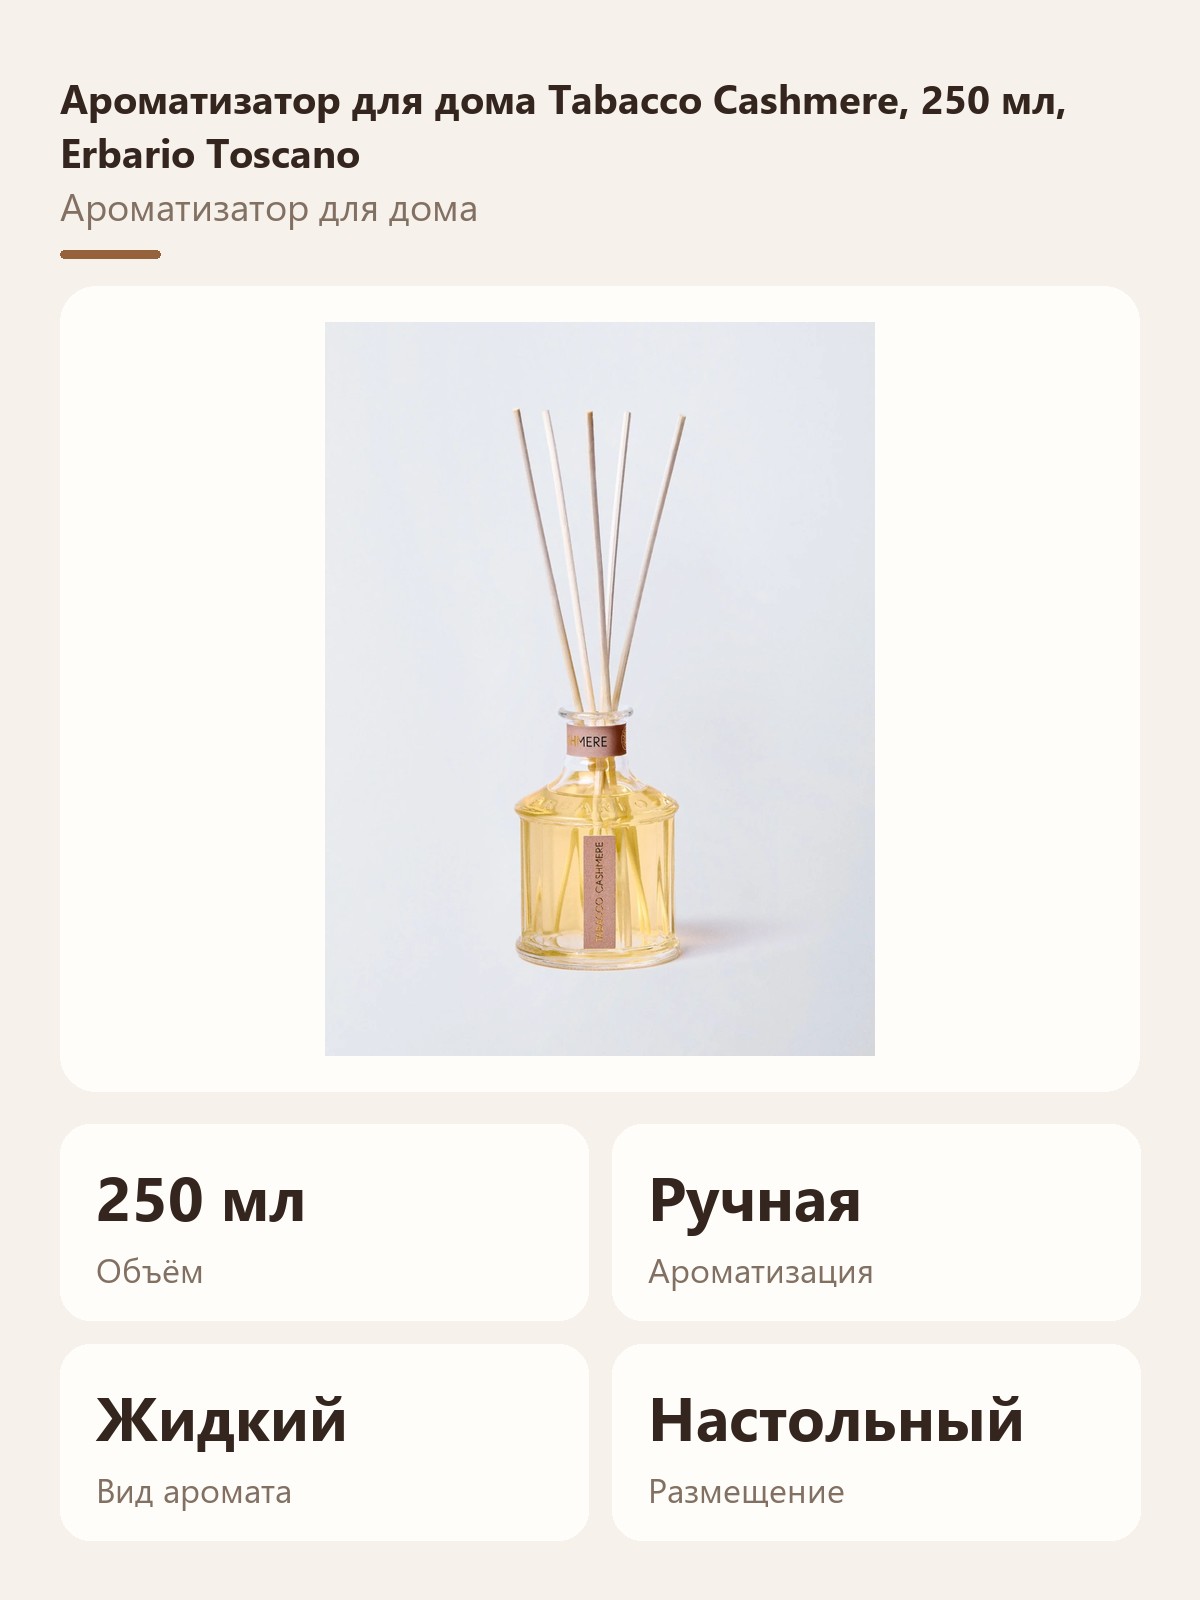 Ароматизатор для дома Tabacco Cashmere, 250 мл,
Erbario Toscano
Ароматизатор для дома
HMERE
TABACCO CASHMERE
250 мл
Объём
Ручная
Ароматизация
Жидкий
Вид аромата
Настольный
Размещение